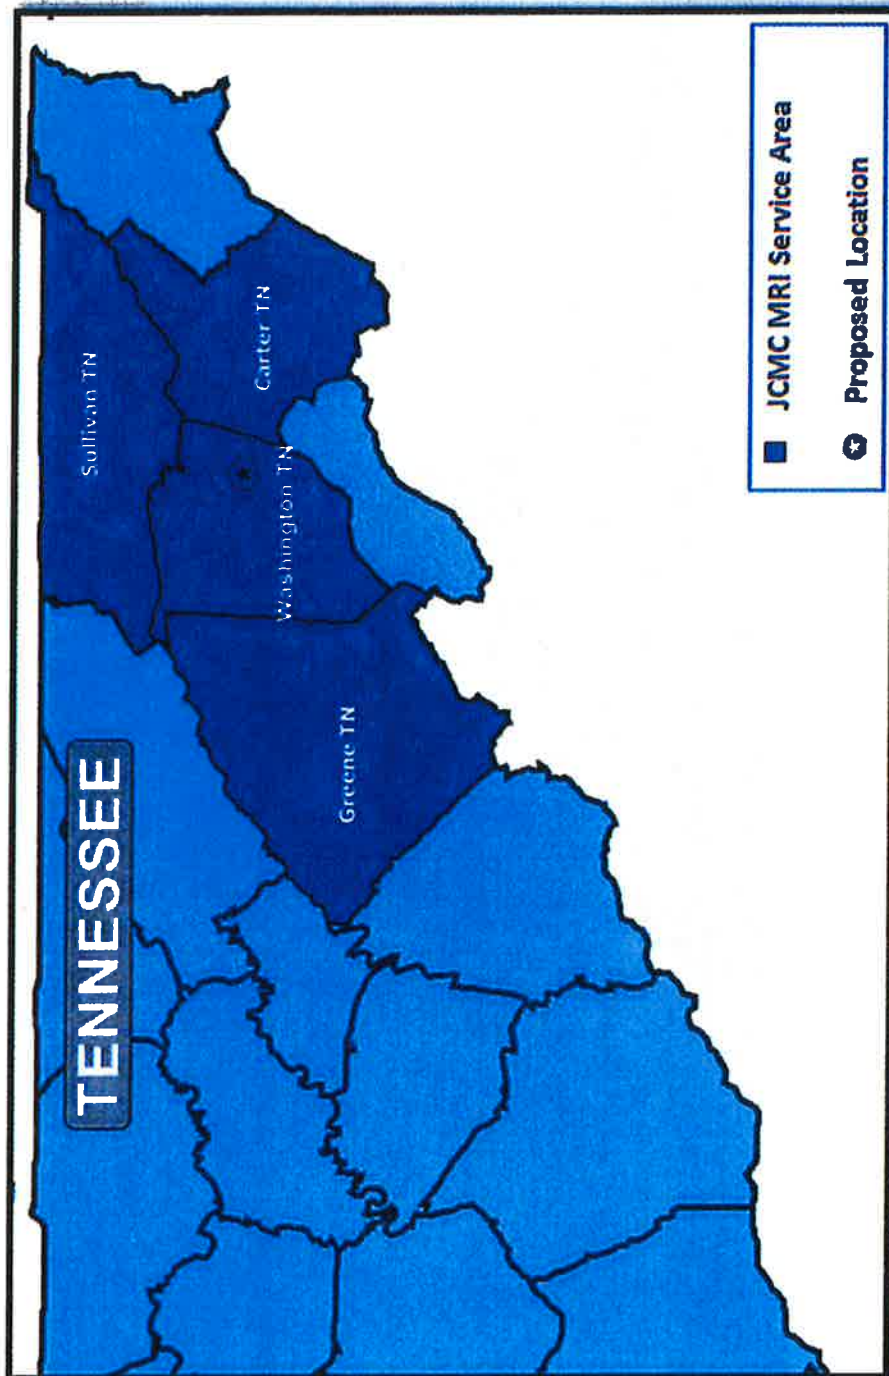 TENNESSEE
Sullivan TN
Carter TN
Washington TN
Greene TN
JCMC MRI Service Area
Proposed Location